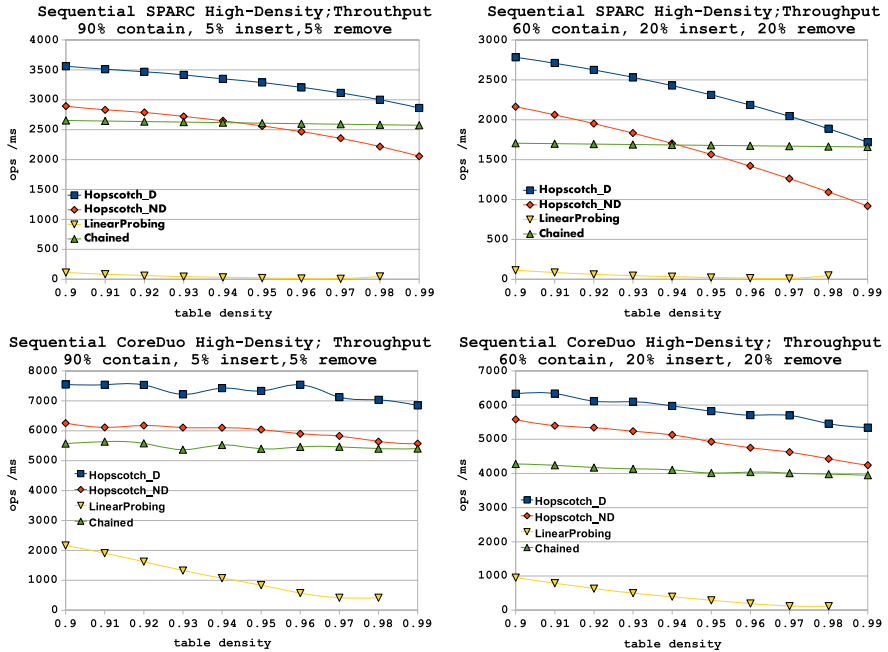 Sequential SPARC High-Density;Throuthput
90% contain, 5% insert,5% remove
4000
3500
3000
2500
2000
1500
1000
500
0
ops /ms
Hopscotch_D
Hopscotch_ND
LinearProbing
Chained
0.9 0.91 0.92 0.93 0.94 0.95 0.96 0.97 0.98 0.99
table density
Sequential SPARC High-Density;Throughput
60% contain, 20% insert, 20% remove
3000
2500
2000
1500
1000
500
0
ops /ms
Hopscotch_D
Hopscotch_ND
LinearProbing
Chained
0.9 0.91 0.92 0.93 0.94 0.95 0.96 0.97 0.98 0.99
table density
Sequential CoreDuo High-Density; Throughput
90% contain, 5% insert,5% remove
8000
7000
6000
5000
4000
3000
2000
1000
0
ops /ms
Hopscotch_D
Hopscotch_ND
LinearProbing
Chained
0.9 0.91 0.92 0.93 0.94 0.95 0.96 0.97 0.98 0.99
table density
Sequential CoreDuo High-Density; Throughput
60% contain, 20% insert, 20% remove
7000
6000
5000
4000
3000
2000
1000
0
ops /ms
Hopscotch_D
Hopscotch_ND
LinearProbing
Chained
0.9 0.91 0.92 0.93 0.94 0.95 0.96 0.97 0.98 0.99
table density